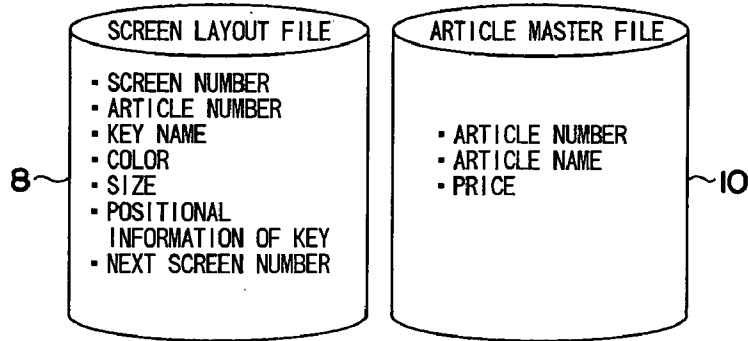 SCREEN LAYOUT FILE
▪ SCREEN NUMBER
▪ ARTICLE NUMBER
▪ KEY NAME
▪ COLOR
▪ SIZE
▪ POSITIONAL
INFORMATION OF KEY
▪ NEXT SCREEN NUMBER
8
ARTICLE MASTER FILE
▪ ARTICLE NUMBER
▪ ARTICLE NAME
▪ PRICE
10